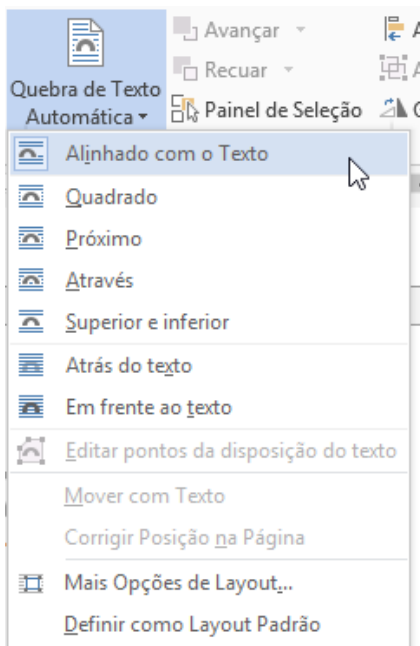 Avançar
Recuar
Quebra de Texto
Automática
Painel de Seleção
Alinhado com o Texto
Quadrado
Próximo
Através
Superior e inferior
Atrás do texto
Em frente ao texto
Editar pontos da disposição do texto
Mover com Texto
Corrigir Posição na Página
Mais Opções de Layout...
Definir como Layout Padrão